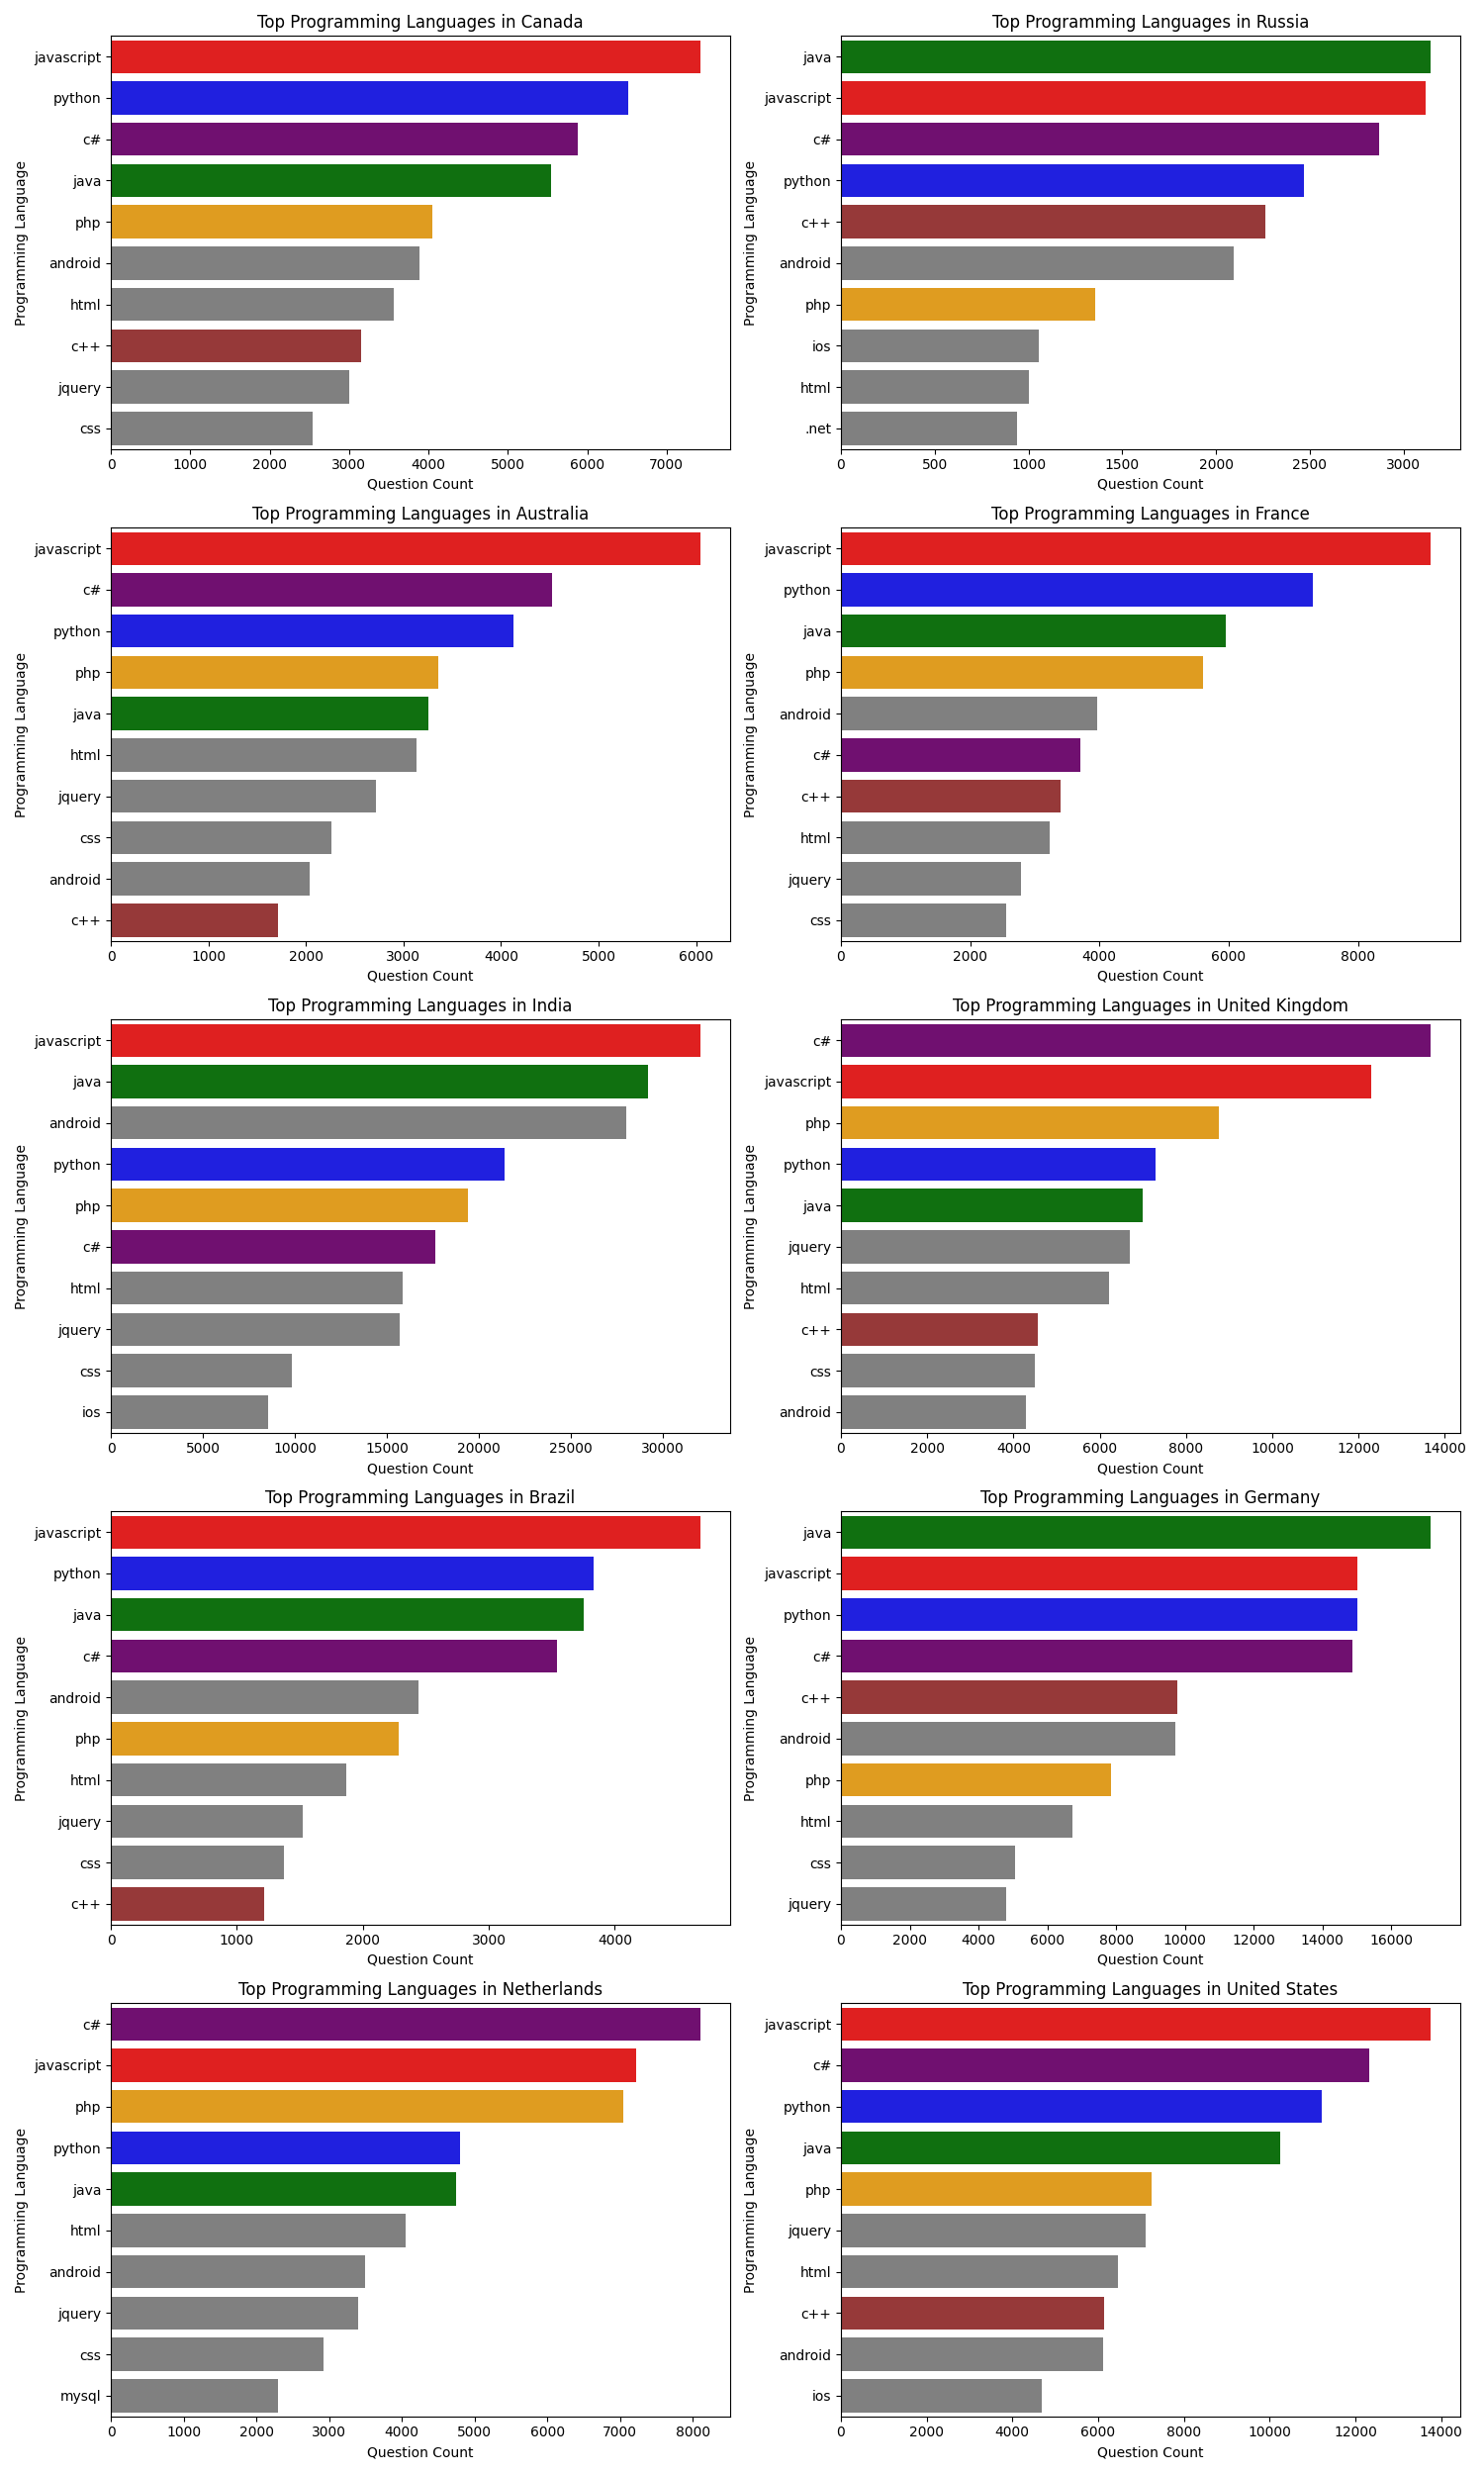 Top Programming Languages in Canada
Programming Language
javascript
python
c#
java
php
android
html
c++
jquery
css
0 1000 2000 3000 4000 5000 6000 7000
Question Count
Top Programming Languages in Russia
Programming Language
java
javascript
c#
python
c++
android
php
ios
html
.net
0 500 1000 1500 2000 2500 3000
Question Count
Top Programming Languages in Australia
Programming Language
javascript
c#
python
php
java
html
jquery
css
android
c++
0 1000 2000 3000 4000 5000 6000
Question Count
Top Programming Languages in France
Programming Language
javascript
python
java
php
android
c#
c++
html
jquery
css
0 2000 4000 6000 8000
Question Count
Top Programming Languages in India
Programming Language
javascript
java
android
python
php
c#
html
jquery
css
ios
0 5000 10000 15000 20000 25000 30000
Question Count
Top Programming Languages in United Kingdom
Programming Language
c#
javascript
php
python
java
jquery
html
c++
css
android
0 2000 4000 6000 8000 10000 12000 14000
Question Count
Top Programming Languages in Brazil
Programming Language
javascript
python
java
c#
android
php
html
jquery
css
c++
0 1000 2000 3000 4000
Question Count
Top Programming Languages in Germany
Programming Language
java
javascript
python
c#
c++
android
php
html
css
jquery
0 2000 4000 6000 8000 10000 12000 14000 16000
Question Count
Top Programming Languages in Netherlands
Programming Language
c#
javascript
php
python
java
html
android
jquery
css
mysql
0 1000 2000 3000 4000 5000 6000 7000 8000
Question Count
Top Programming Languages in United States
Programming Language
javascript
c#
python
java
php
jquery
html
c++
android
ios
0 2000 4000 6000 8000 10000 12000 14000
Question Count